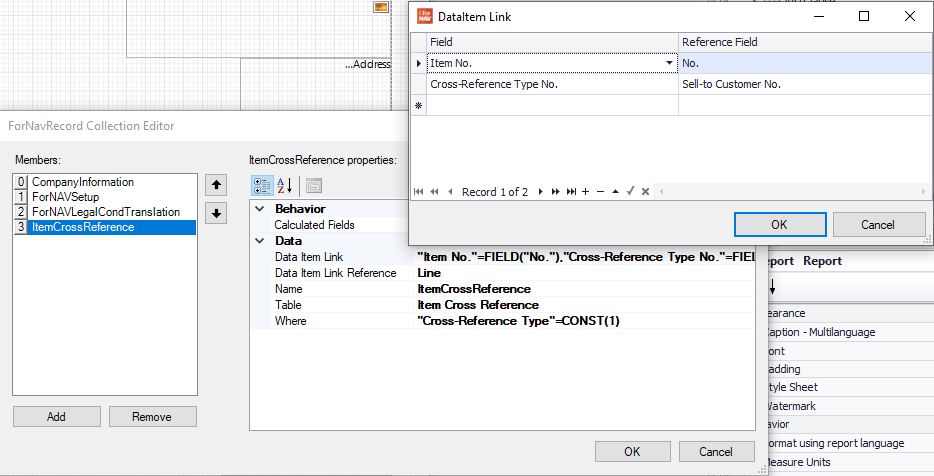 ...Address
For NAV
DataItem Link
Field Reference Field
Item No. No.
Cross-Reference Type No. Sell-to Customer No.
Record 1 of 2
OK Cancel
ForNavRecord Collection Editor
Members:
0 CompanyInformation
1 ForNAVSetup
2 ForNAVLegalCondTranslation
3 ItemCrossReference
Add Remove
ItemCrossReference properties:
Behavior
Calculated Fields
Data
Data Item Link "Item No."=FIELD("No."),"Cross-Reference Type No."=FIEL
Data Item Link Reference Line
Name ItemCrossReference
Table Item Cross Reference
Where "Cross-Reference Type"=CONST(1)
OK Cancel
port Report
earance
aption - Multilanguage
ont
adding
tyle Sheet
Watermark
avior
ormat using report language
Measure Units